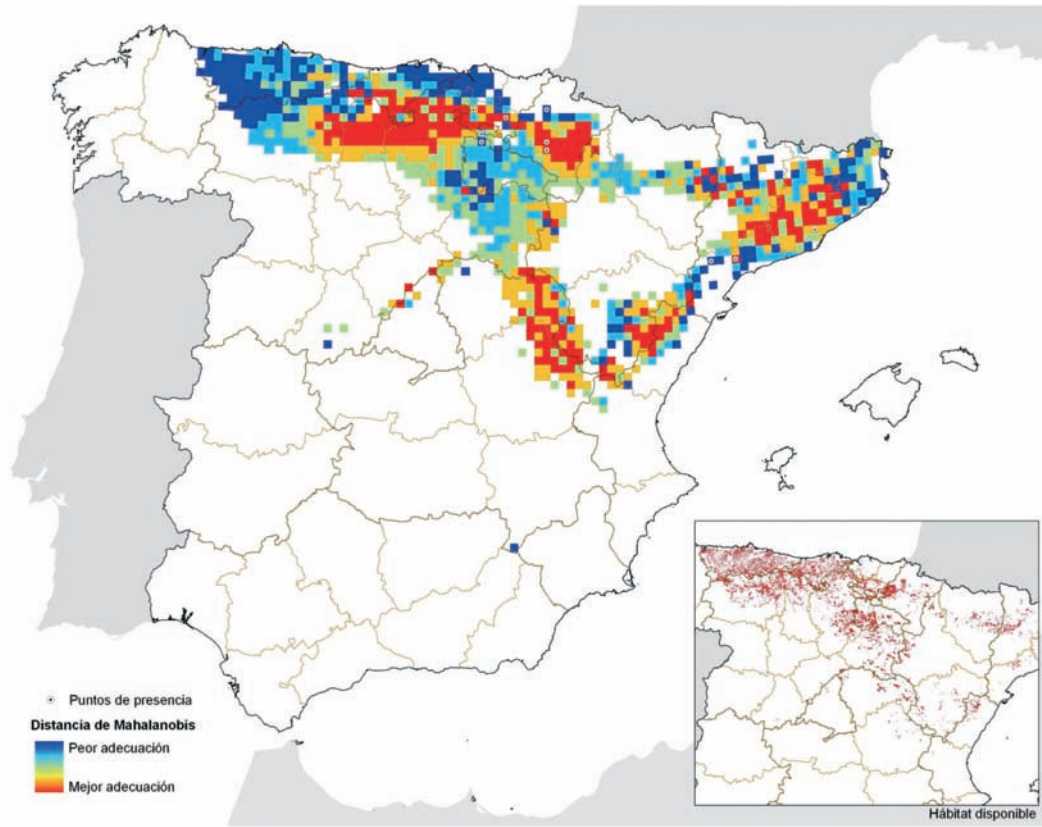 Puntos de presencia
Distancia de Mahalanobis
Peor adecuación
Mejor adecuación
Hábitat disponible